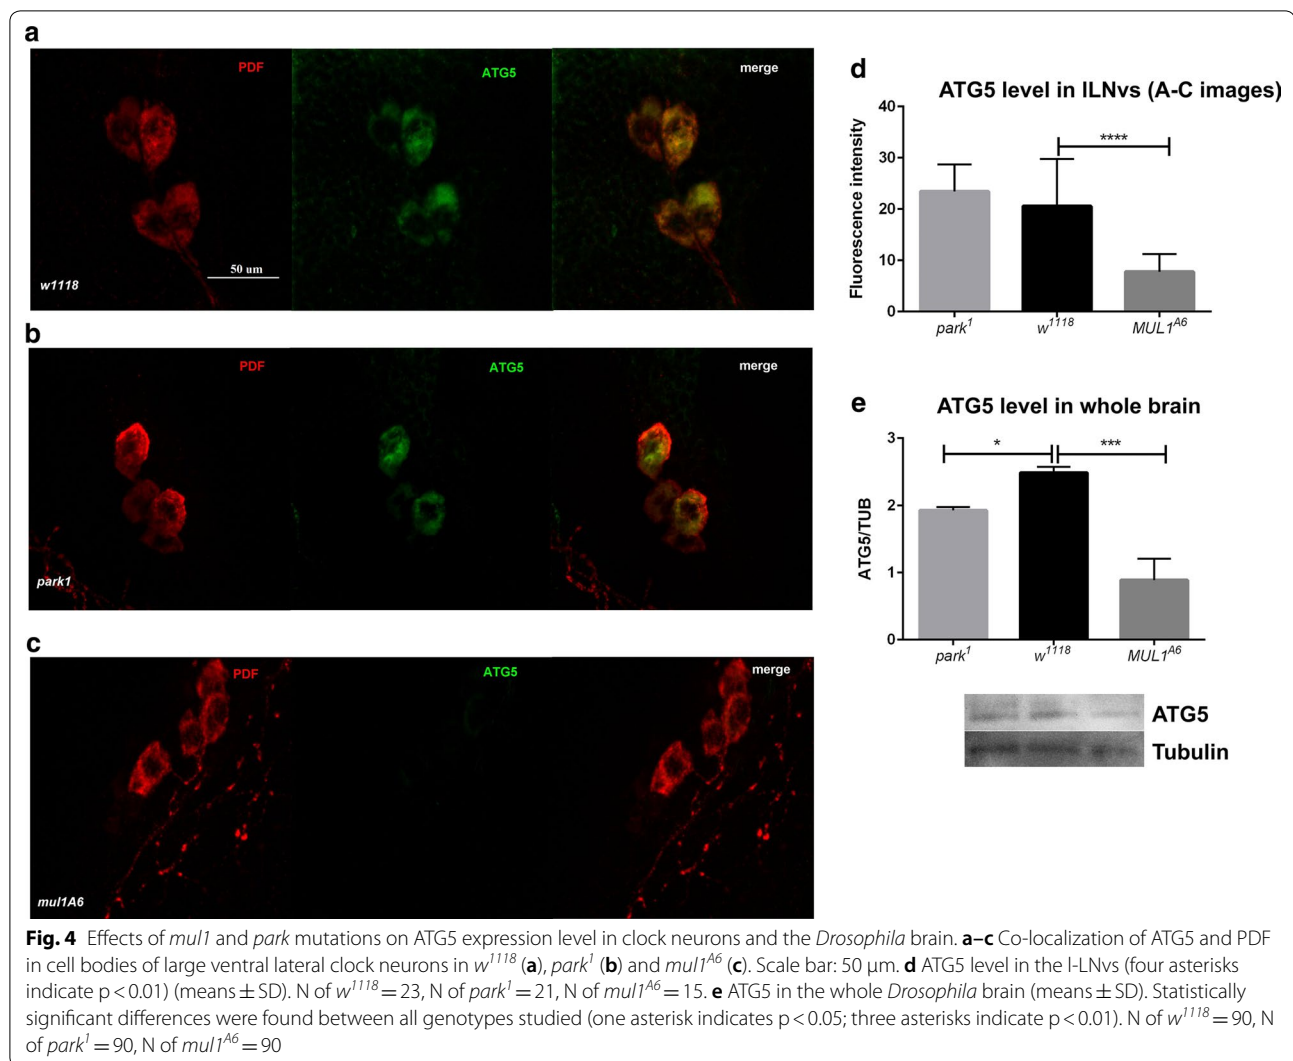 a
PDF
ATG5
merge
50 um
w1118
b
PDF
ATG5
merge
park1
c
PDF
ATG5
merge
mul1A6
d
ATG5 level in lLNvs (A-C images)
Fluorescence intensity
40
30
20
10
0
****
park1
w1118
MUL1A6
e
ATG5 level in whole brain
ATG5/TUB
3
2
1
0
*
***
park1
w1118
MUL1A6
ATG5
Tubulin
Fig. 4 Effects of mul1 and park mutations on ATG5 expression level in clock neurons and the Drosophila brain. a–c Co-localization of ATG5 and PDF
in cell bodies of large ventral lateral clock neurons in w1118 (a), park1 (b) and mul1A6 (c). Scale bar: 50 μm. d ATG5 level in the l-LNvs (four asterisks
indicate p < 0.01) (means ± SD). N of w1118 = 23, N of park1 = 21, N of mul1A6 = 15. e ATG5 in the whole Drosophila brain (means ± SD). Statistically
significant differences were found between all genotypes studied (one asterisk indicates p < 0.05; three asterisks indicate p < 0.01). N of w1118 = 90, N
of park1 = 90, N of mul1A6 = 90